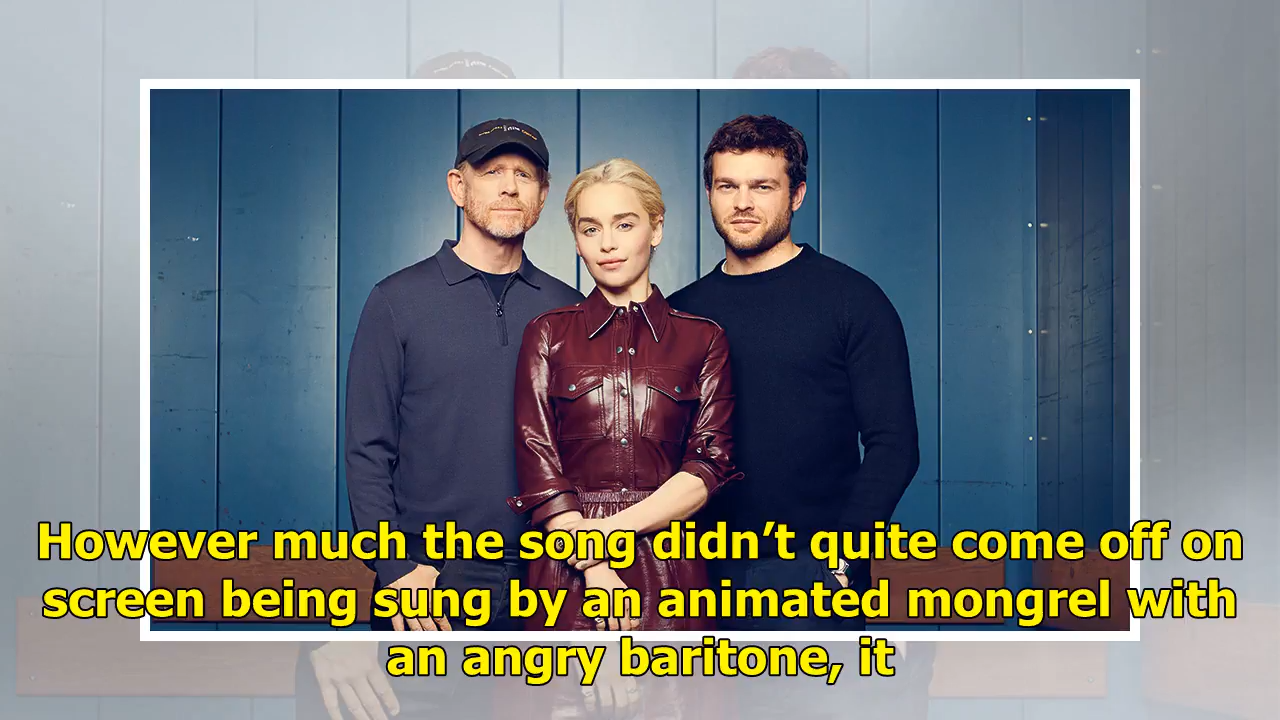 However much the song didn’t quite come off on
screen being sung by an animated mongrel with
an angry baritone, it